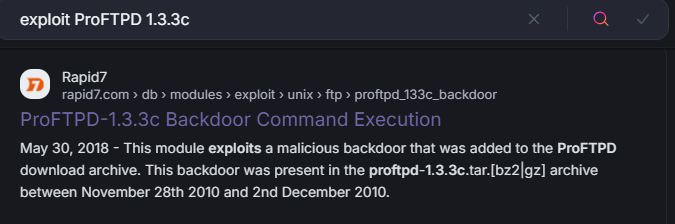 exploit ProFTPD 1.3.3c
Rapid7
rapid7.com › db › modules › exploit › unix › ftp › proftpd_133c_backdoor
ProFTPD-1.3.3c Backdoor Command Execution
May 30, 2018 - This module exploits a malicious backdoor that was added to the ProFTPD
download archive. This backdoor was present in the proftpd-1.3.3c.tar.[bz2|gz] archive
between November 28th 2010 and 2nd December 2010.